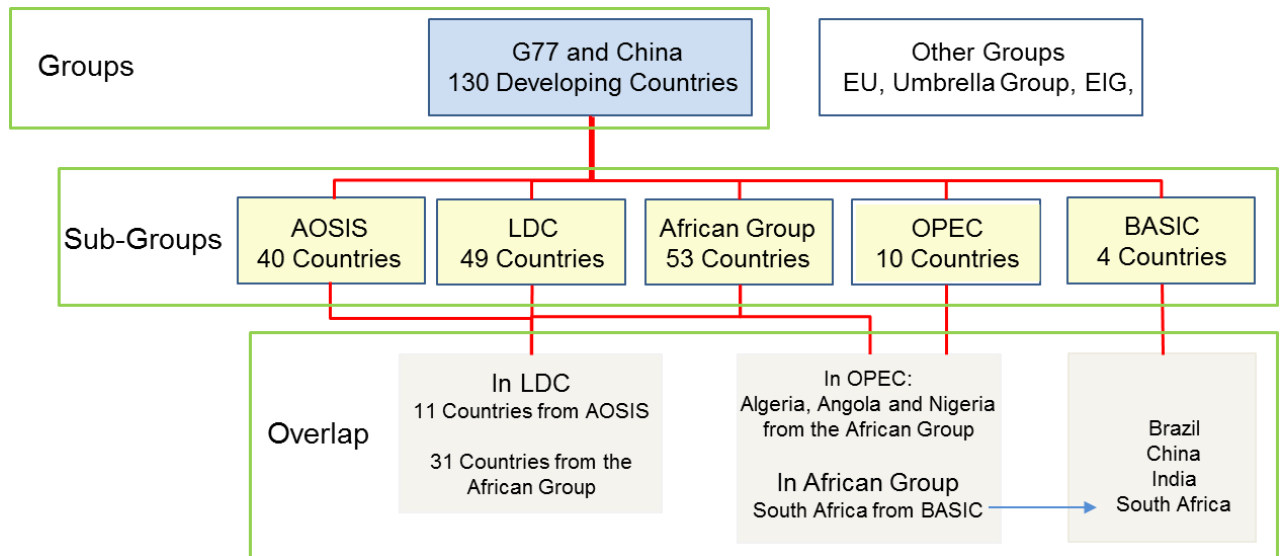 Groups
G77 and China
130 Developing Countries
Other Groups
EU, Umbrella Group, EIG,
Sub-Groups
AOSIS
40 Countries
LDC
49 Countries
African Group
53 Countries
OPEC
10 Countries
BASIC
4 Countries
Overlap
In LDC
11 Countries from AOSIS
31 Countries from the
African Group
In OPEC:
Algeria, Angola and Nigeria
from the African Group
In African Group
South Africa from BASIC
Brazil
China
India
South Africa